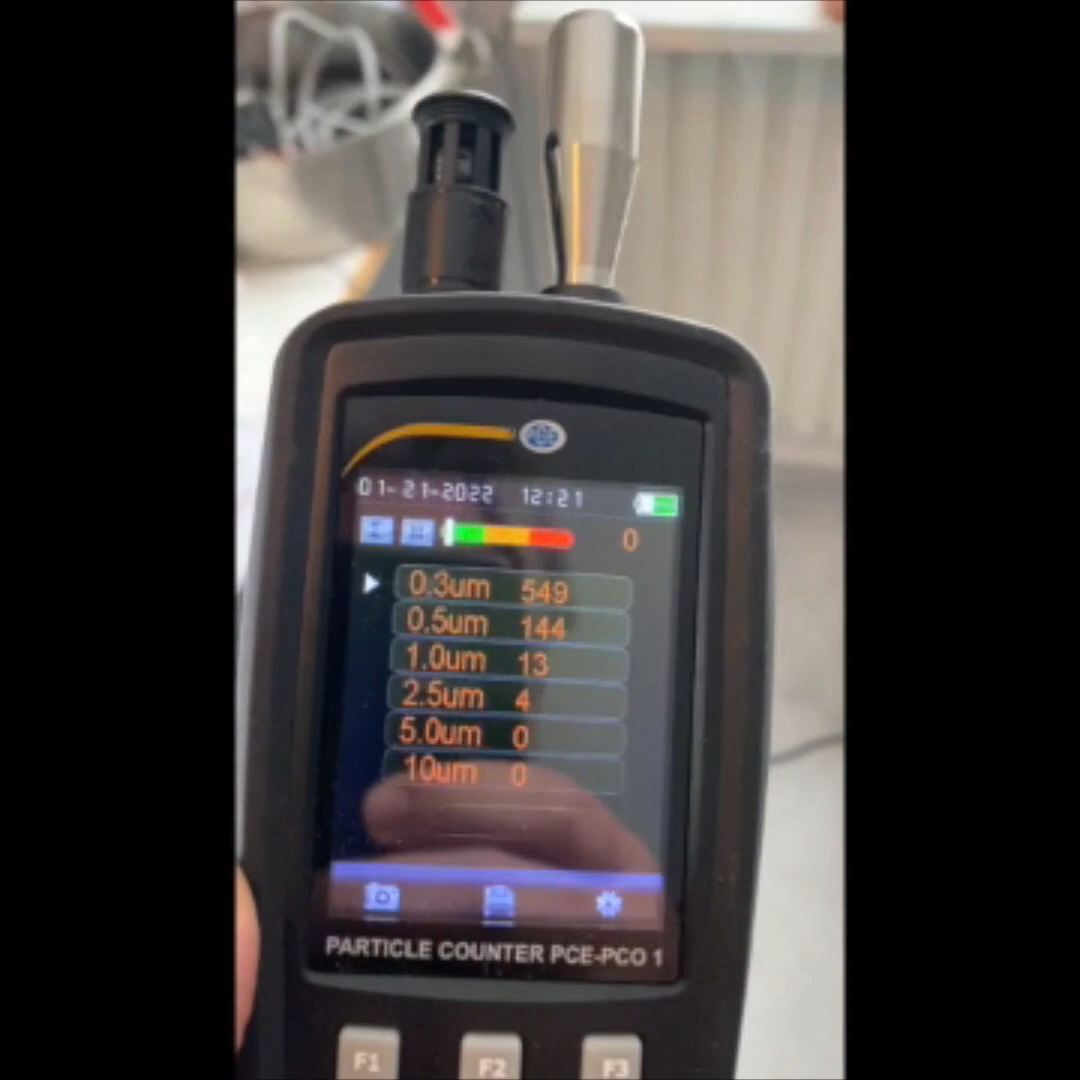 PCE
01-21-2022 12:21
0
0.3um 549
0.5um 144
1.0um 13
2.5um 4
5.0um 0
10um 0
PARTICLE COUNTER PCE-PCO 1
F1 F2 F3